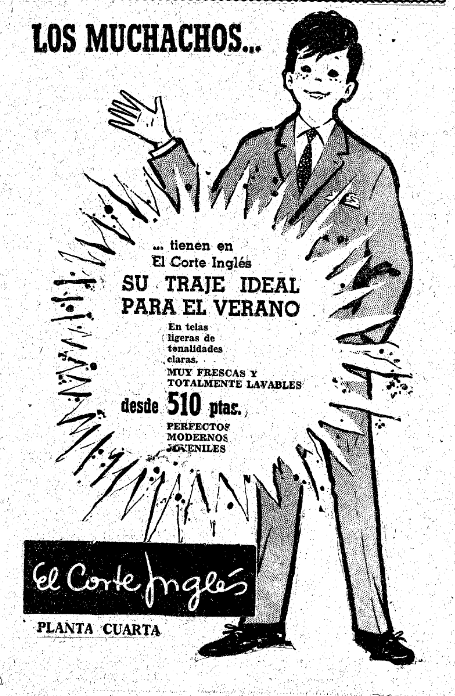 LOS MUCHACHOS...
... tienen en
El Corte Inglés
SU TRAJE IDEAL
PARA EL VERANO
En telas
ligeras de
tonalidades
claras.
MUY FRESCAS Y
TOTALMENTE LAVABLES
desde 510 ptas.
PERFECTOS
MODERNOS
JUVENILES
El Corte Inglés
PLANTA CUARTA